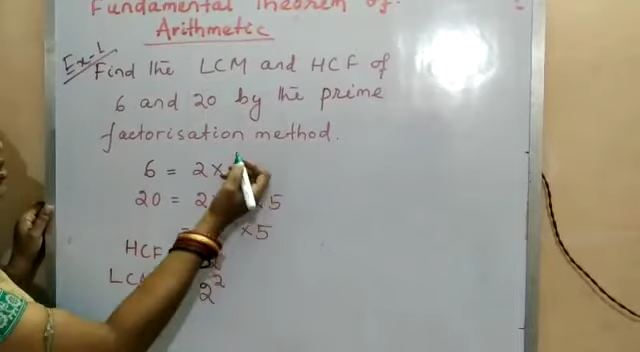 Fundamental Theorem of
Arithmetic
Ex-1
Find the LCM and HCF of
6 and 20 by the prime
factorisation method.
6 = 2 ×
20 = 2 × 5
= × 5
HCF
LCM 2²